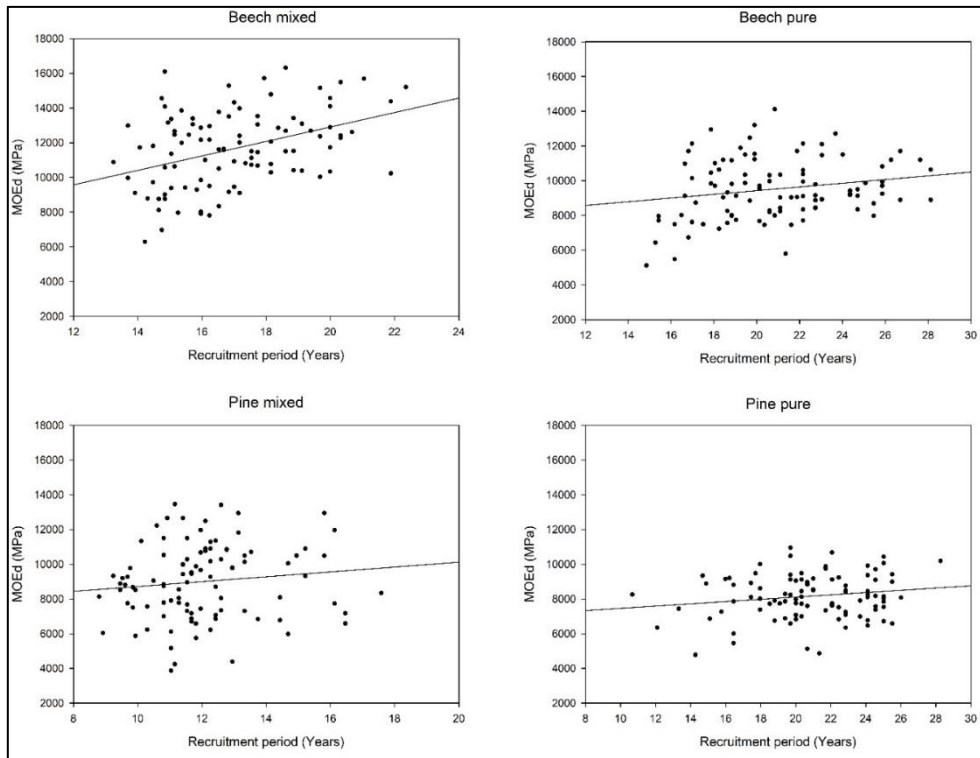 Beech mixed
18000
16000
14000
12000
10000
8000
6000
4000
2000
MOEd (MPa)
12 14 16 18 20 22 24
Recruitment period (Years)
Beech pure
18000
16000
14000
12000
10000
8000
6000
4000
2000
MOEd (MPa)
12 14 16 18 20 22 24 26 28 30
Recruitment period (Years)
Pine mixed
18000
16000
14000
12000
10000
8000
6000
4000
2000
MOEd (MPa)
8 10 12 14 16 18 20
Recruitment period (Years)
Pine pure
18000
16000
14000
12000
10000
8000
6000
4000
2000
MOEd (MPa)
8 10 12 14 16 18 20 22 24 26 28 30
Recruitment period (Years)